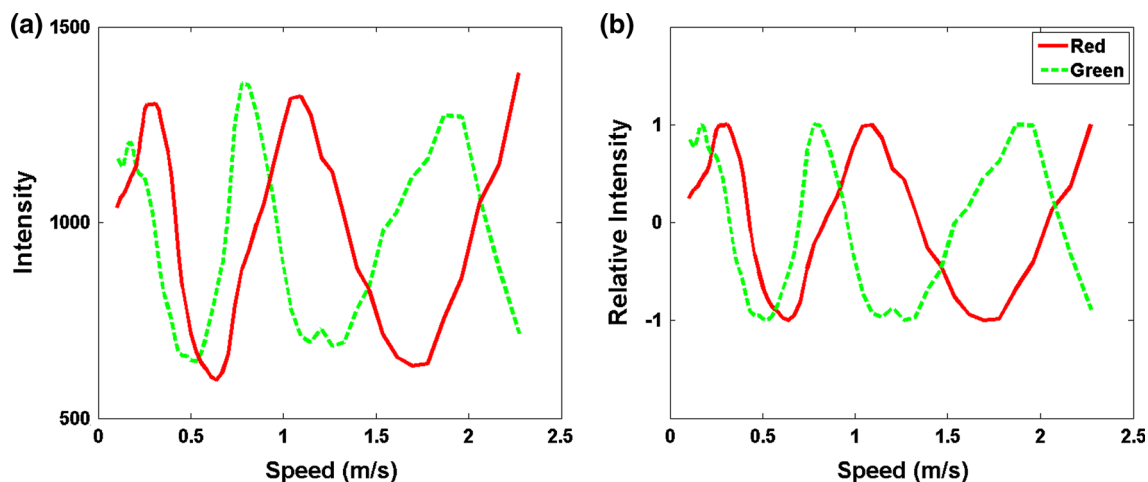 (a)
1500
1000
500
Intensity
0
0.5
1
1.5
2
2.5
Speed (m/s)
(b)
Red
Green
1
0
-1
Relative Intensity
0
0.5
1
1.5
2
2.5
Speed (m/s)